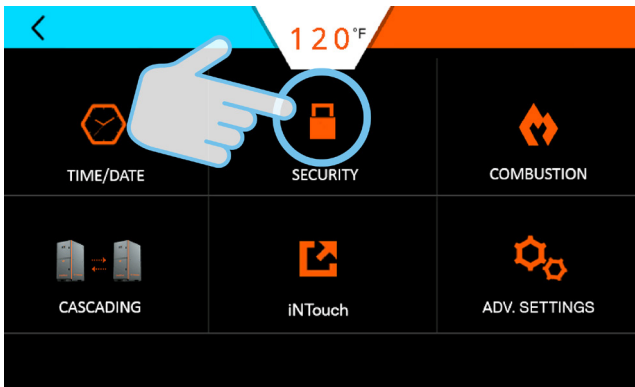 120°F
TIME/DATE
SECURITY
COMBUSTION
CASCADING
iNTouch
ADV. SETTINGS